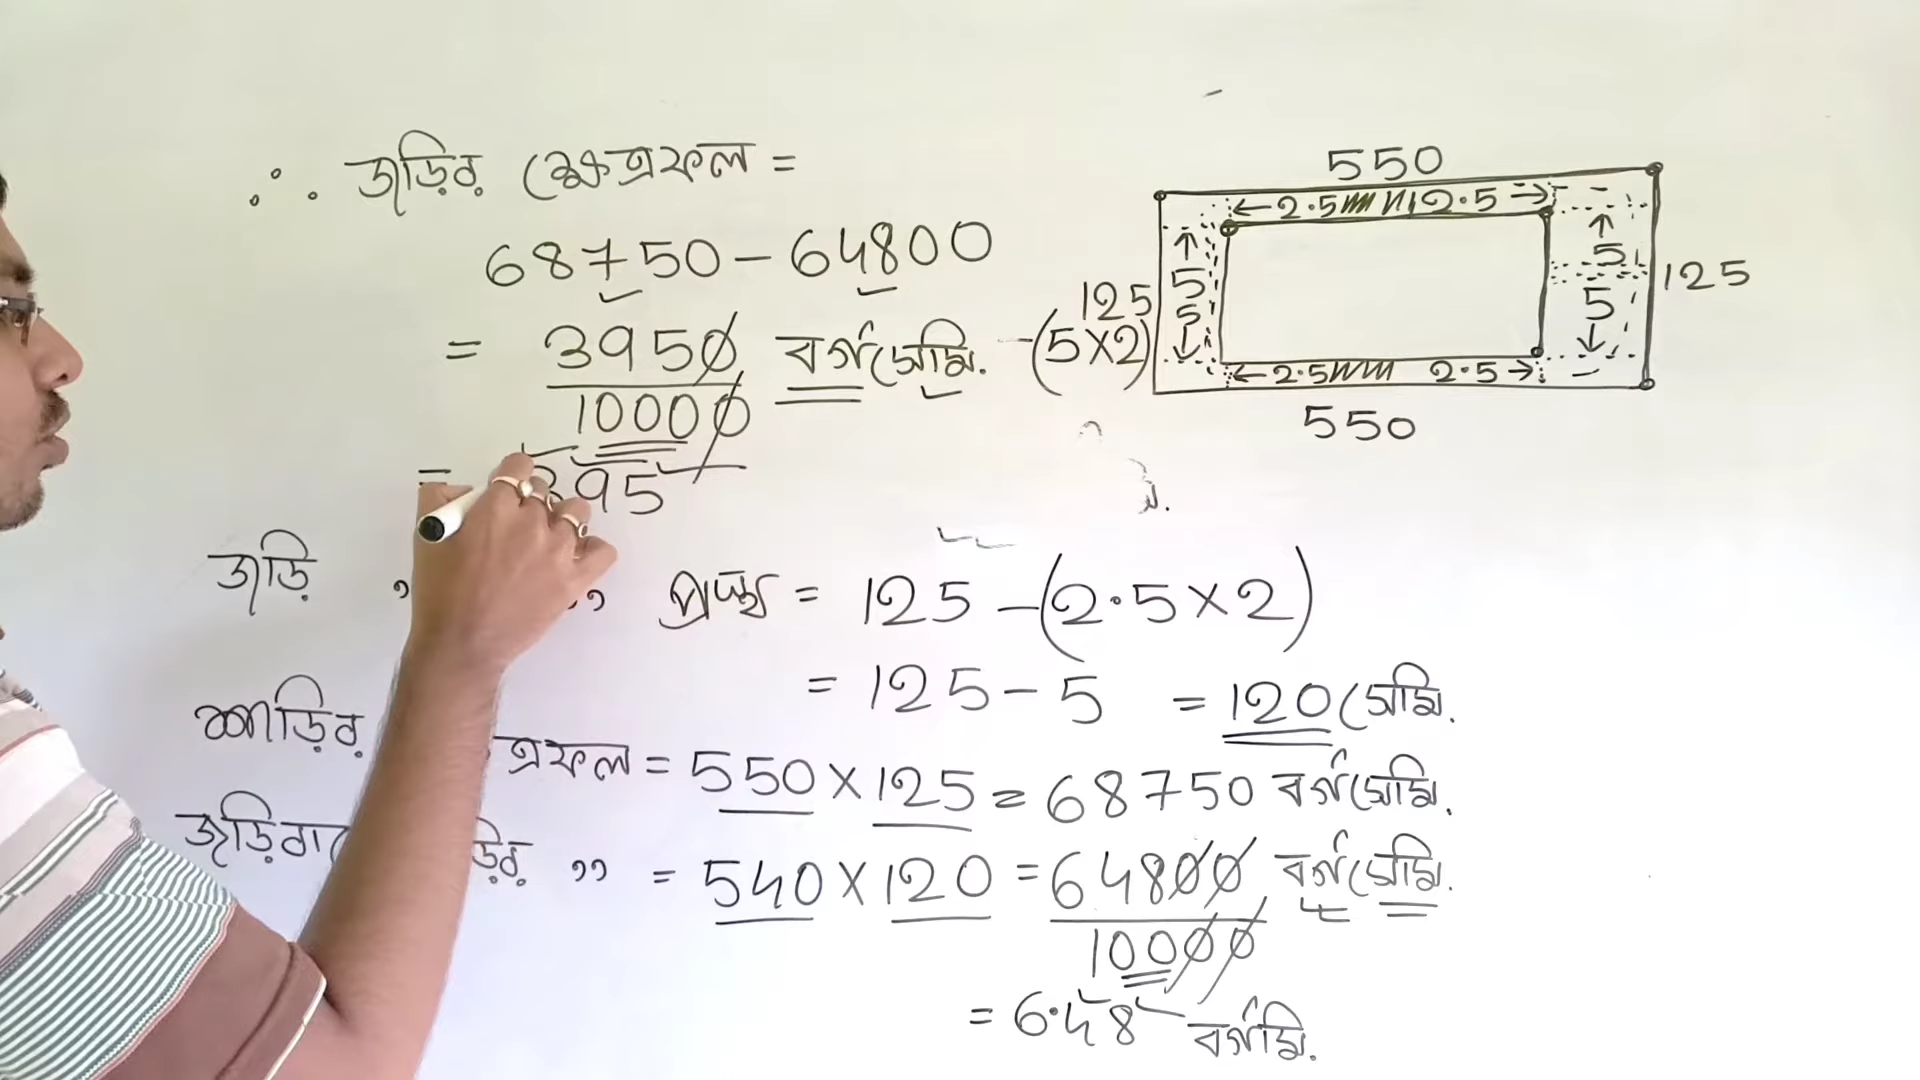 ∴ জড়ির ক্ষেত্রফল =
68750 - 64800
= 3950 বর্গসেমি.
10000
= 395
550
←2.5 2.5→
↑ 5
5 ↓
125
-(5×2)
↑ 5
5 ↓
125
←2.5 2.5→
550
জড়ি ,, প্রস্থ = 125 - (2.5×2)
= 125 - 5 = 120 সেমি.
শাড়ির ত্রফল = 550 × 125 = 68750 বর্গসেমি.
জড়িবা ড়ির ,, = 540 × 120 = 64800 বর্গসেমি.
10000
= 6.48 বর্গমি.